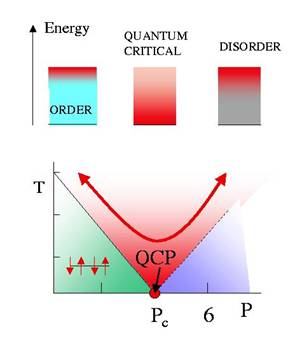 Energy
QUANTUM
CRITICAL
DISORDER
ORDER
T
QCP
Pc
6
P